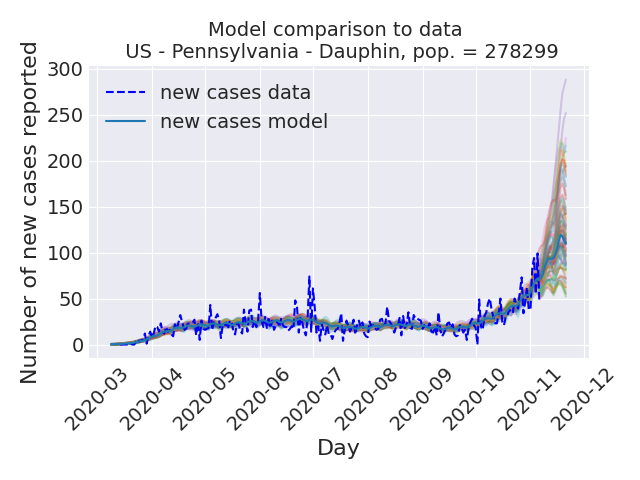 Model comparison to data
US - Pennsylvania - Dauphin, pop. = 278299
Number of new cases reported
300
250
200
150
100
50
0
new cases data
new cases model
2020-03
2020-04
2020-05
2020-06
2020-07
2020-08
2020-09
2020-10
2020-11
2020-12
Day